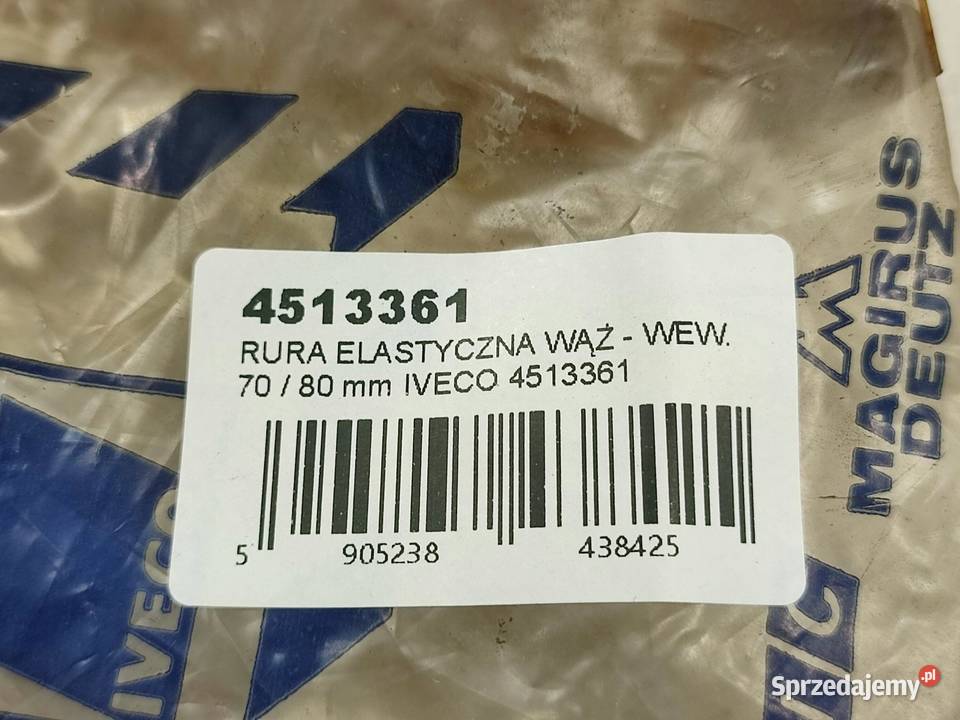 4513361
RURA ELASTYCZNA WĄŻ - WEW.
70 / 80 mm IVECO 4513361
5 905238 438425
MAGIRUS
DEUTZ
IVECO
Sprzedajemy.pl